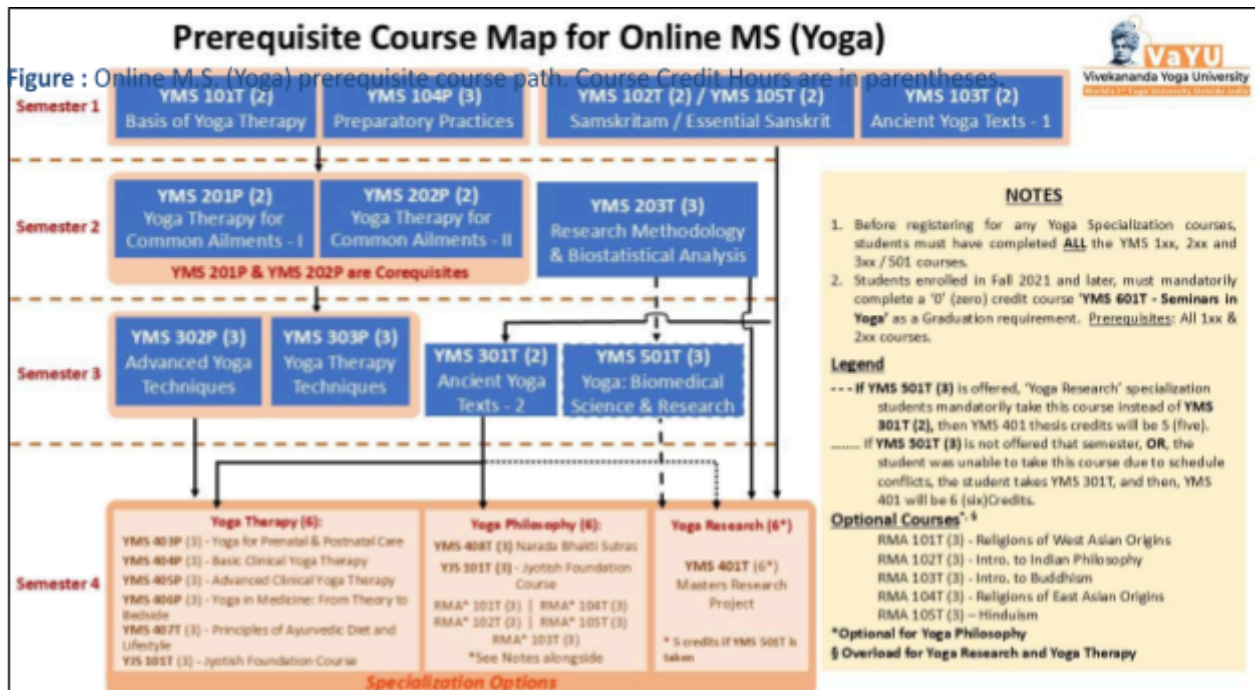 Prerequisite Course Map for Online MS (Yoga)
Figure : Online M.S. (Yoga) prerequisite course path. Course Credit Hours are in parentheses.
VaYU
Vivekananda Yoga University
World's 1st Yoga University Outside India
Semester 1
YMS 101T (2)
Basis of Yoga Therapy
YMS 104P (3)
Preparatory Practices
YMS 102T (2) / YMS 105T (2)
Samskritam / Essential Sanskrit
YMS 103T (2)
Ancient Yoga Texts - 1
Semester 2
YMS 201P (2)
Yoga Therapy for
Common Ailments - I
YMS 202P (2)
Yoga Therapy for
Common Ailments - II
YMS 201P & YMS 202P are Corequisites
YMS 203T (3)
Research Methodology
& Biostatistical Analysis
Semester 3
YMS 302P (3)
Advanced Yoga
Techniques
YMS 303P (3)
Yoga Therapy
Techniques
YMS 301T (2)
Ancient Yoga
Texts - 2
YMS 501T (3)
Yoga: Biomedical
Science & Research
Semester 4
Yoga Therapy (6):
YMS 403P (3) - Yoga for Prenatal & Postnatal Care
YMS 404P (3) - Basic Clinical Yoga Therapy
YMS 405P (3) - Advanced Clinical Yoga Therapy
YMS 406P (3) - Yoga in Medicine: From Theory to
Bedside
YMS 407T (3) - Principles of Ayurvedic Diet and
Lifestyle
YJS 101T (3) - Jyotish Foundation Course
Yoga Philosophy (6):
YMS 408T (3) Narada Bhakti Sutras
YJS 101T (3) - Jyotish Foundation
Course
RMA* 101T (3) | RMA* 104T (3)
RMA* 102T (3) | RMA* 105T (3)
RMA* 103T (3)
*See Notes alongside
Yoga Research (6*)
YMS 401T (6*)
Masters Research
Project
* 5 credits if YMS 501T is
taken
Specialization Options
NOTES
1. Before registering for any Yoga Specialization courses,
students must have completed ALL the YMS 1xx, 2xx and
3xx / 501 courses.
2. Students enrolled in Fall 2021 and later, must mandatorily
complete a '0' (zero) credit course 'YMS 601T - Seminars in
Yoga' as a Graduation requirement. Prerequisites: All 1xx &
2xx courses.
Legend
- - - If YMS 501T (3) is offered, 'Yoga Research' specialization
students mandatorily take this course instead of YMS
301T (2), then YMS 401 thesis credits will be 5 (five).
...... If YMS 501T (3) is not offered that semester, OR, the
student was unable to take this course due to schedule
conflicts, the student takes YMS 301T, and then, YMS
401 will be 6 (six)Credits.
Optional Courses*, §
RMA 101T (3) - Religions of West Asian Origins
RMA 102T (3) - Intro. to Indian Philosophy
RMA 103T (3) - Intro. to Buddhism
RMA 104T (3) - Religions of East Asian Origins
RMA 105T (3) – Hinduism
*Optional for Yoga Philosophy
§ Overload for Yoga Research and Yoga Therapy